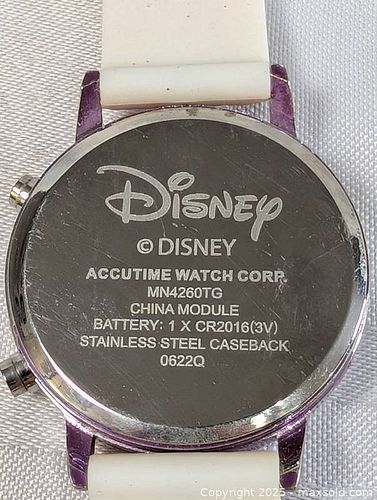 Disney
© DISNEY
ACCUTIME WATCH CORP.
MN4260TG
CHINA MODULE
BATTERY: 1 X CR2016(3V)
STAINLESS STEEL CASEBACK
0622Q
Copyright 2025 - maxsold.com